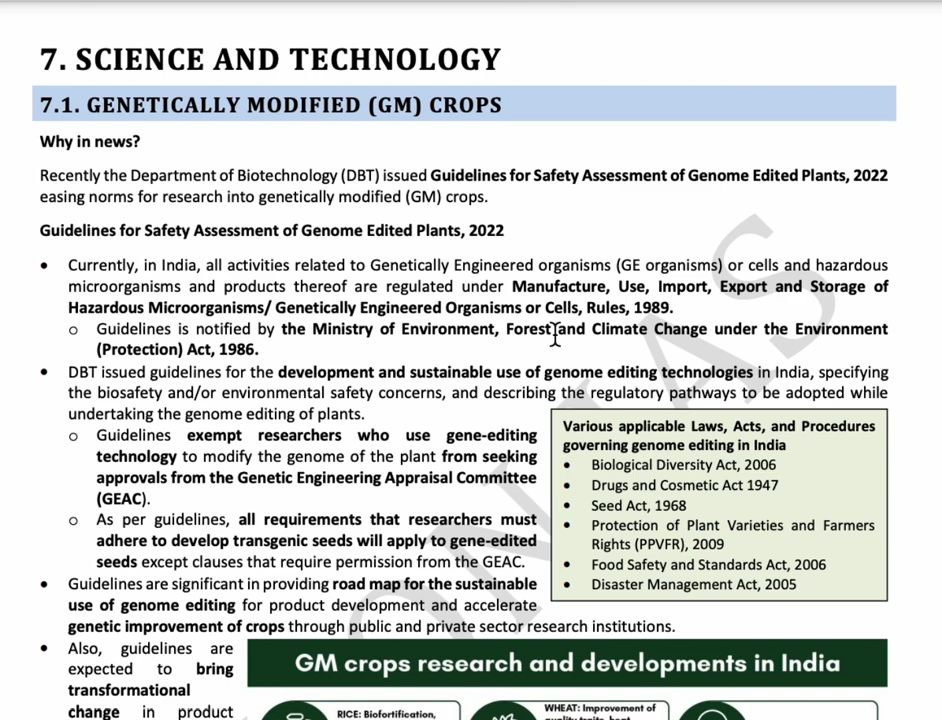 7. SCIENCE AND TECHNOLOGY
7.1. GENETICALLY MODIFIED (GM) CROPS
Why in news?
Recently the Department of Biotechnology (DBT) issued Guidelines for Safety Assessment of Genome Edited Plants, 2022
easing norms for research into genetically modified (GM) crops.
Guidelines for Safety Assessment of Genome Edited Plants, 2022
• Currently, in India, all activities related to Genetically Engineered organisms (GE organisms) or cells and hazardous
microorganisms and products thereof are regulated under Manufacture, Use, Import, Export and Storage of
Hazardous Microorganisms/ Genetically Engineered Organisms or Cells, Rules, 1989.
o Guidelines is notified by the Ministry of Environment, Forest and Climate Change under the Environment
(Protection) Act, 1986.
• DBT issued guidelines for the development and sustainable use of genome editing technologies in India, specifying
the biosafety and/or environmental safety concerns, and describing the regulatory pathways to be adopted while
undertaking the genome editing of plants.
o Guidelines exempt researchers who use gene-editing
technology to modify the genome of the plant from seeking
approvals from the Genetic Engineering Appraisal Committee
(GEAC).
o As per guidelines, all requirements that researchers must
adhere to develop transgenic seeds will apply to gene-edited
seeds except clauses that require permission from the GEAC.
Various applicable Laws, Acts, and Procedures
governing genome editing in India
• Biological Diversity Act, 2006
• Drugs and Cosmetic Act 1947
• Seed Act, 1968
• Protection of Plant Varieties and Farmers
Rights (PPVFR), 2009
• Food Safety and Standards Act, 2006
• Disaster Management Act, 2005
• Guidelines are significant in providing road map for the sustainable
use of genome editing for product development and accelerate
genetic improvement of crops through public and private sector research institutions.
• Also, guidelines are
expected to bring
transformational
change in product
GM crops research and developments in India
RICE: Biofortification,
WHEAT: Improvement of